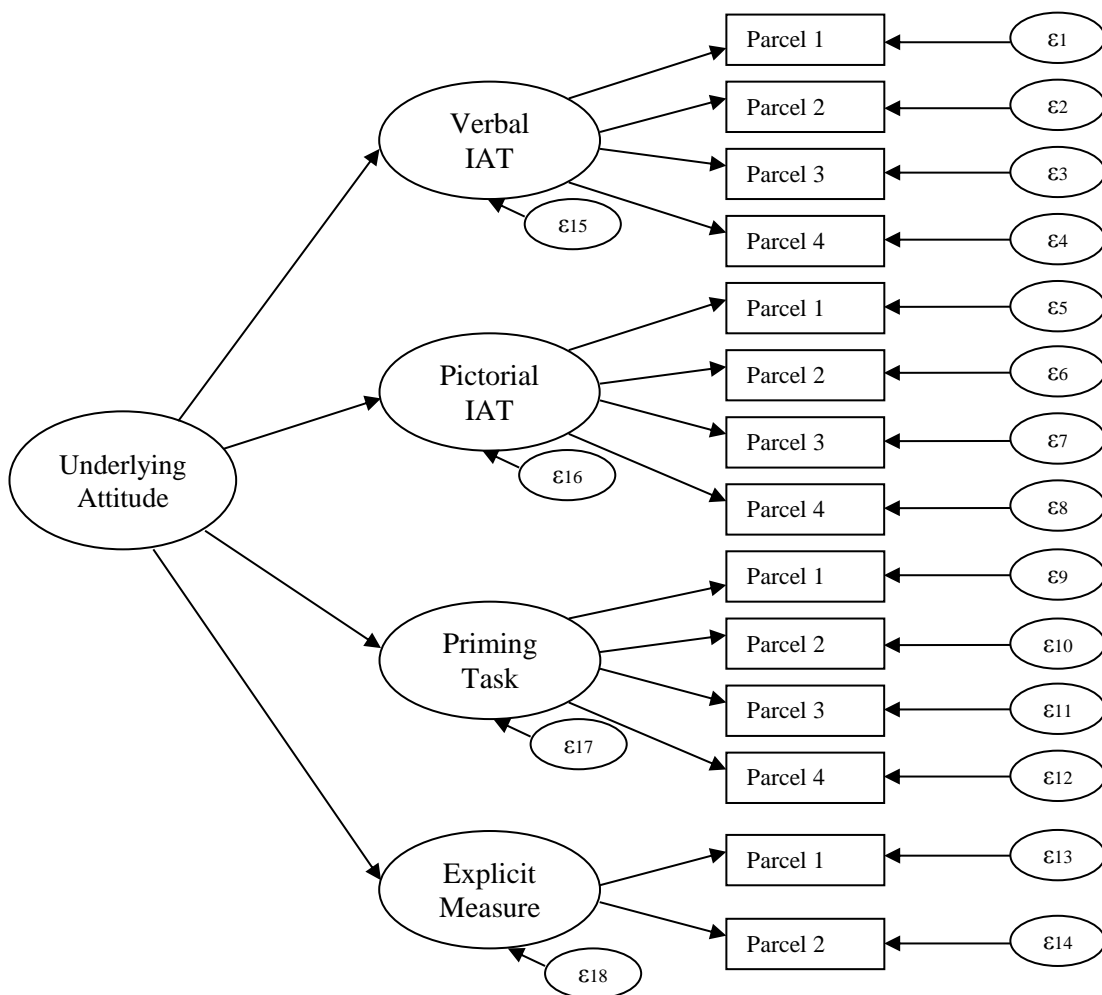 Parcel 1
ε1
Parcel 2
ε2
Verbal
IAT
Parcel 3
ε3
Parcel 4
ε4
ε15
Parcel 1
ε5
Parcel 2
ε6
Pictorial
IAT
Parcel 3
ε7
Parcel 4
ε8
ε16
Underlying
Attitude
Parcel 1
ε9
Parcel 2
ε10
Priming
Task
Parcel 3
ε11
Parcel 4
ε12
ε17
Parcel 1
ε13
Explicit
Measure
Parcel 2
ε14
ε18